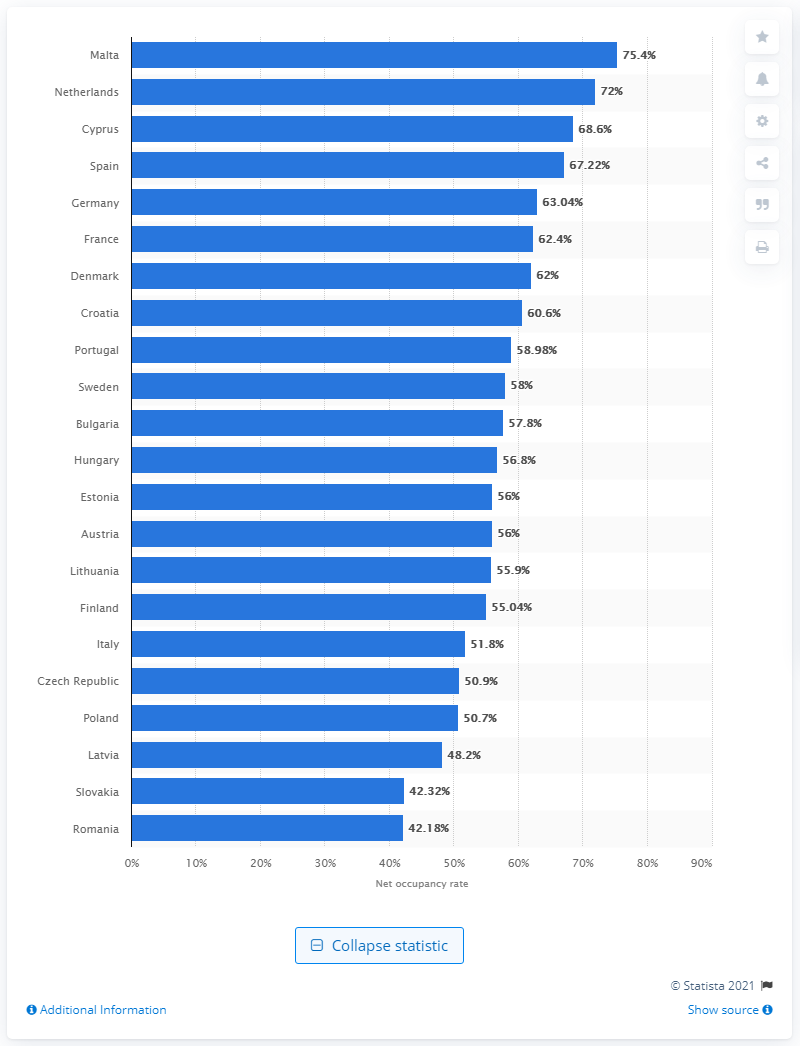 Malta 75.4%
Netherlands 72%
Cyprus 68.6%
Spain 67.22%
Germany 63.04%
France 62.4%
Denmark 62%
Croatia 60.6%
Portugal 58.98%
Sweden 58%
Bulgaria 57.8%
Hungary 56.8%
Estonia 56%
Austria 56%
Lithuania 55.9%
Finland 55.04%
Italy 51.8%
Czech Republic 50.9%
Poland 50.7%
Latvia 48.2%
Slovakia 42.32%
Romania 42.18%
0% 10% 20% 30% 40% 50% 60% 70% 80% 90%
Net occupancy rate
Collapse statistic
© Statista 2021
Additional Information Show source